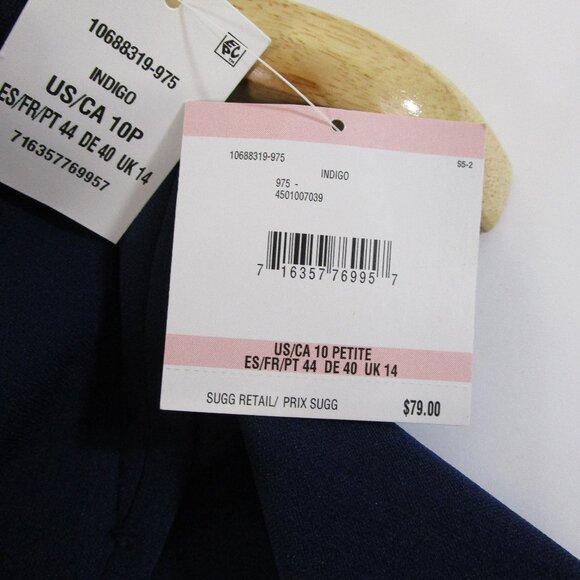 10688319-975
EPC
INDIGO
US/CA 10P
ES/FR/PT 44 DE 40 UK 14
716357769957
10688319-975
INDIGO
S5-2
975 -
4501007039
7 16357 76995 7
US/CA 10 PETITE
ES/FR/PT 44 DE 40 UK 14
SUGG RETAIL/ PRIX SUGG $79.00